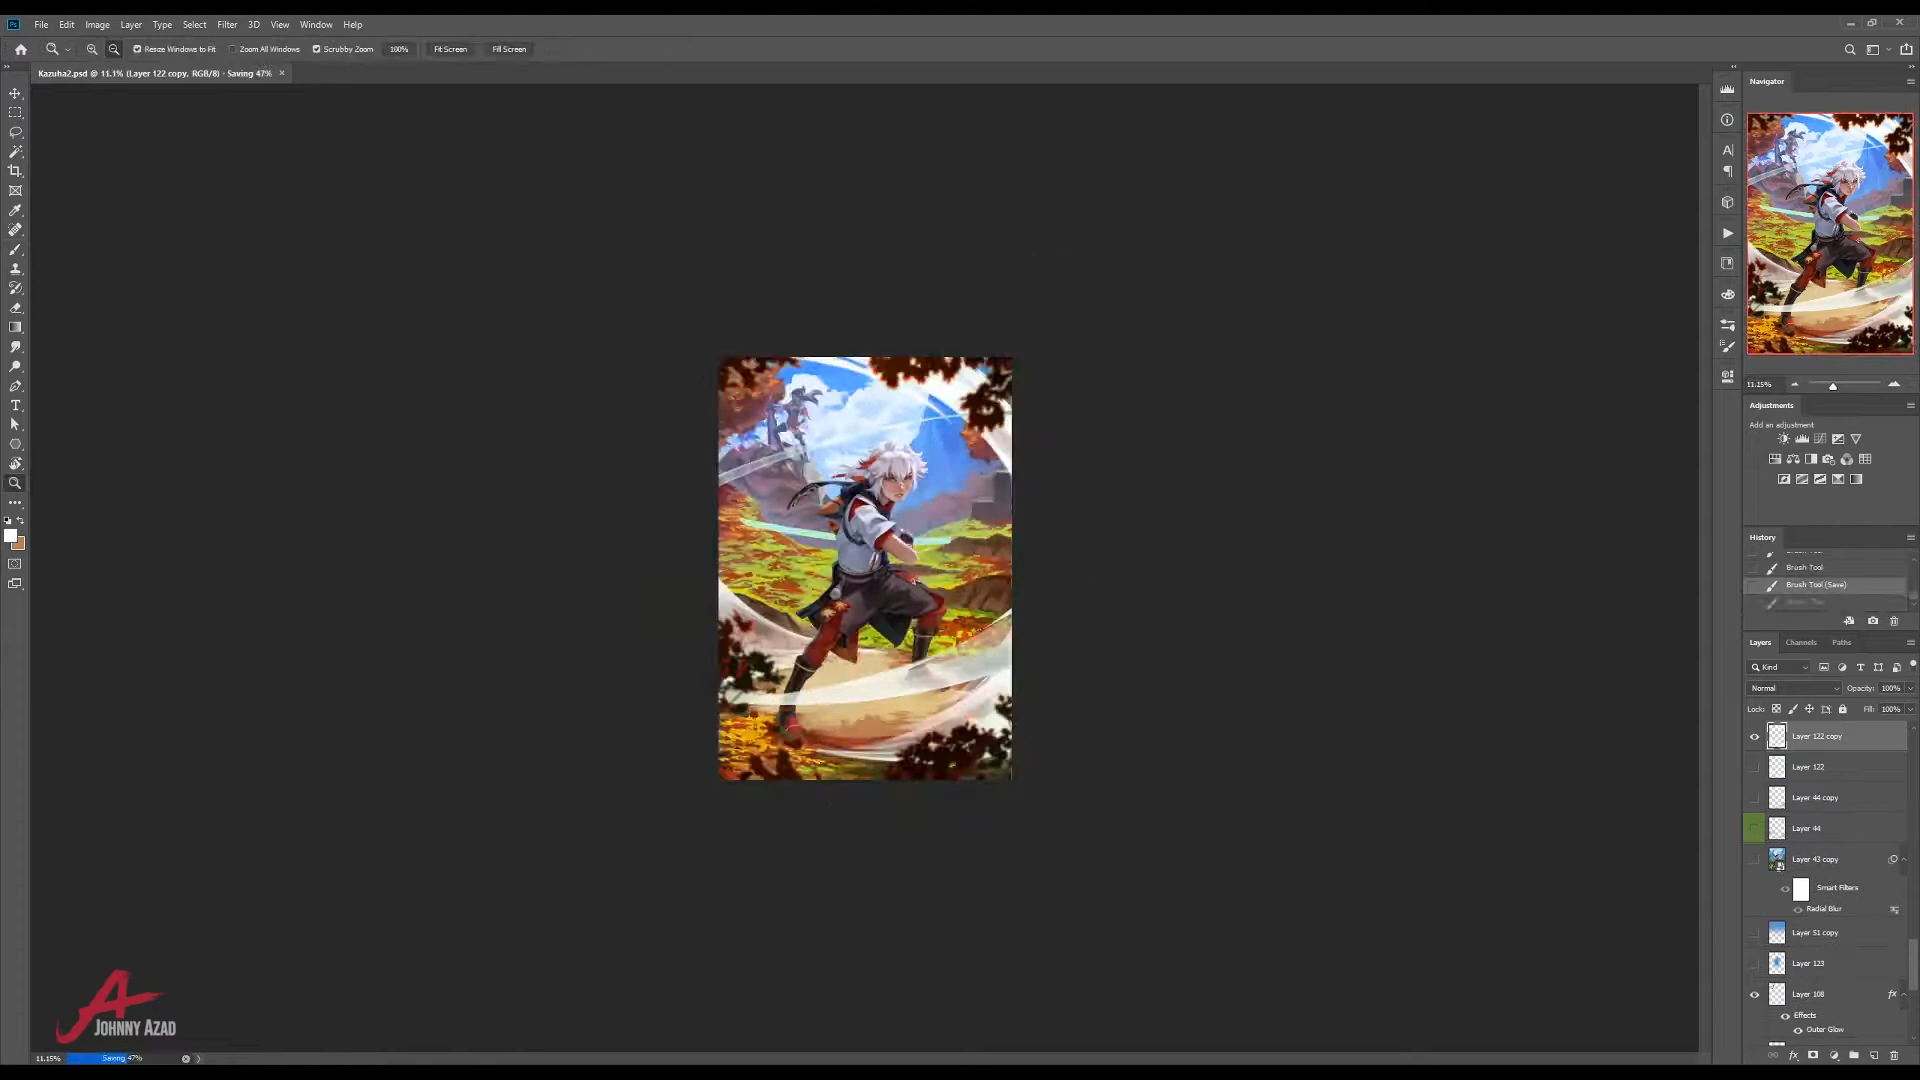 Ps File Edit Image Layer Type Select Filter 3D View Window Help
Resize Windows to Fit Zoom All Windows Scrubby Zoom 100% Fit Screen Fill Screen
Kazuha2.psd @ 11.1% (Layer 122 copy, RGB/8) - Saving 47% ×
Navigator
11.15%
Adjustments
Add an adjustment
History
Brush Tool
Brush Tool (Save)
Layers Channels Paths
Kind
Normal Opacity: 100%
Lock: Fill: 100%
Layer 122 copy
Layer 122
Layer 44 copy
Layer 44
Layer 43 copy
Smart Filters
Radial Blur
Layer 51 copy
Layer 123
Layer 108 fx
Effects
Outer Glow
JOHNNY AZAD
11.15% Saving 47%
fx